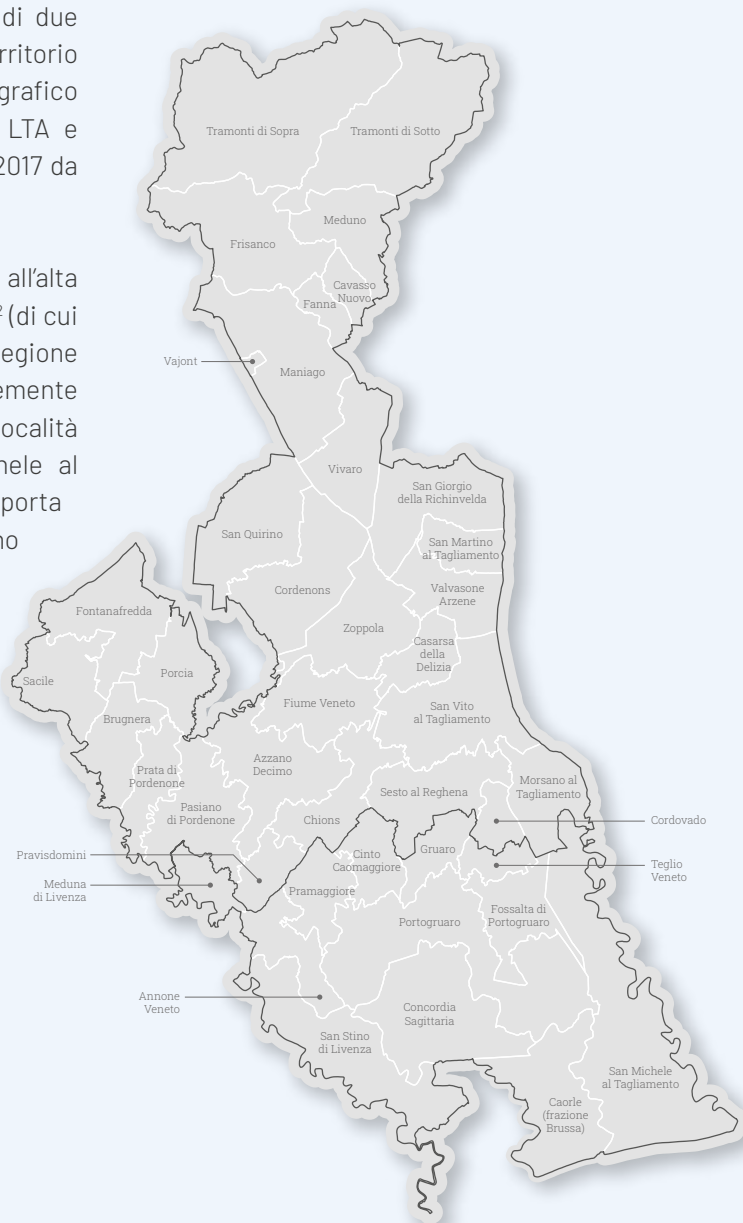 di due
rritorio
grafico
LTA e
2017 da
all’alta
² (di cui
egione
emente
ocalità
nele al
porta
no
Tramonti di Sopra
Tramonti di Sotto
Meduno
Frisanco
Cavasso
Nuovo
Fanna
Vajont
Maniago
Vivaro
San Giorgio
della Richinvelda
San Quirino
San Martino
al Tagliamento
Cordenons
Valvasone
Arzene
Fontanafredda
Zoppola
Casarsa
della
Delizia
Sacile
Porcia
Fiume Veneto
San Vito
al Tagliamento
Brugnera
Azzano
Decimo
Prata di
Pordenone
Sesto al Reghena
Morsano al
Tagliamento
Pasiano
di Pordenone
Chions
Cordovado
Pravisdomini
Cinto
Caomaggiore
Gruaro
Teglio
Veneto
Meduna
di Livenza
Pramaggiore
Portogruaro
Fossalta di
Portogruaro
Annone
Veneto
Concordia
Sagittaria
San Stino
di Livenza
San Michele
al Tagliamento
Caorle
(frazione
Brussa)